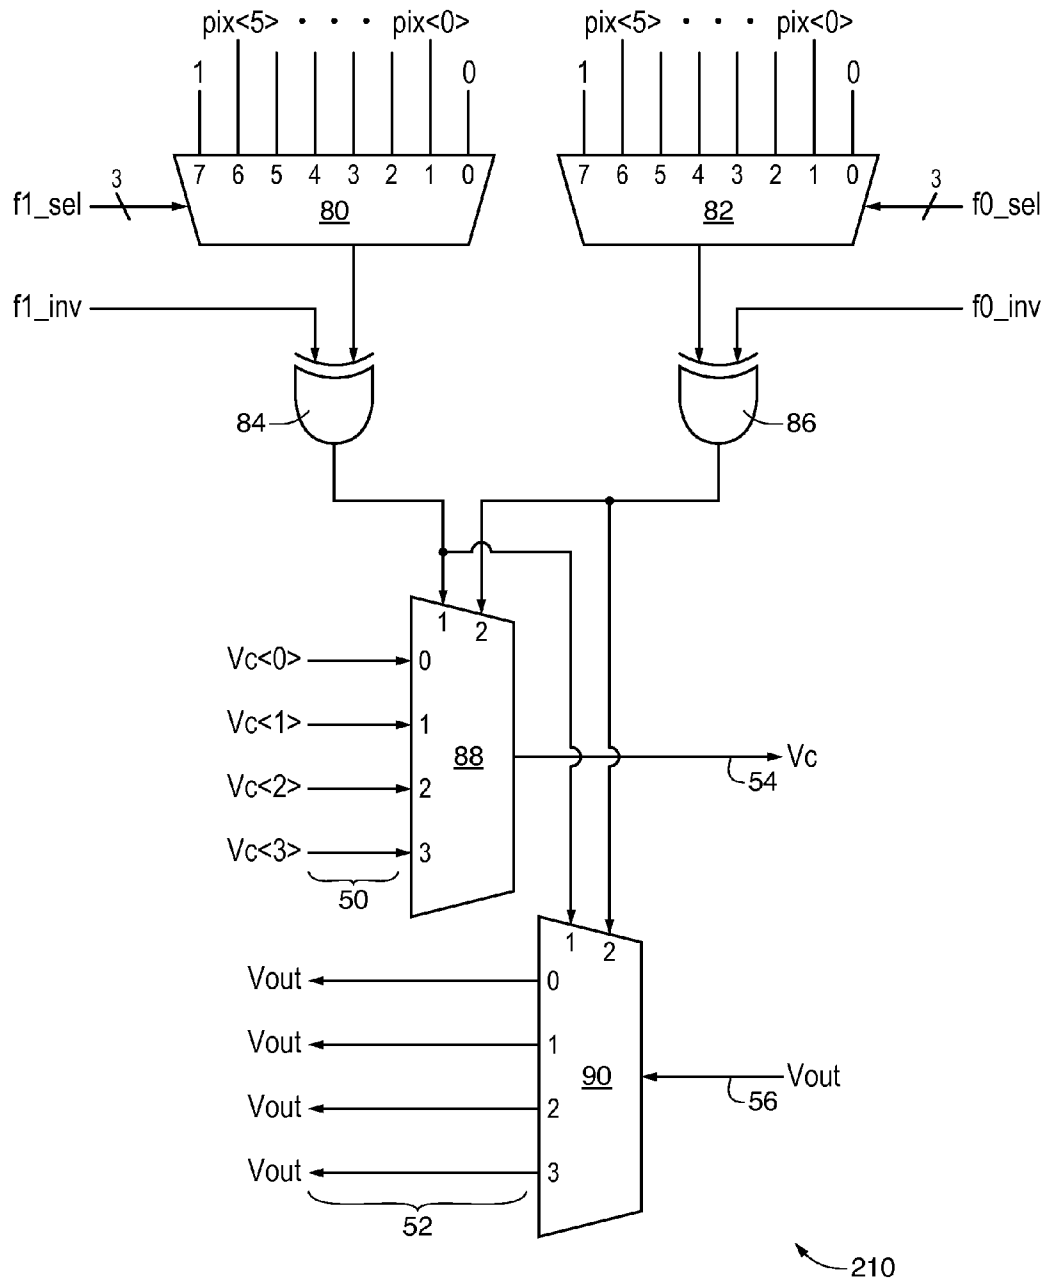 pix<5> · · · pix<0> pix<5> · · · pix<0>
1 0 1 0
7 6 5 4 3 2 1 0 7 6 5 4 3 2 1 0
f1_sel 3 80 82 3 f0_sel
f1_inv f0_inv
84 86
1 2
Vc<0> 0
Vc<1> 1
88 Vc
54
Vc<2> 2
Vc<3> 3
50
1 2
Vout 0
Vout 1
90 Vout
56
Vout 2
Vout 3
52
210